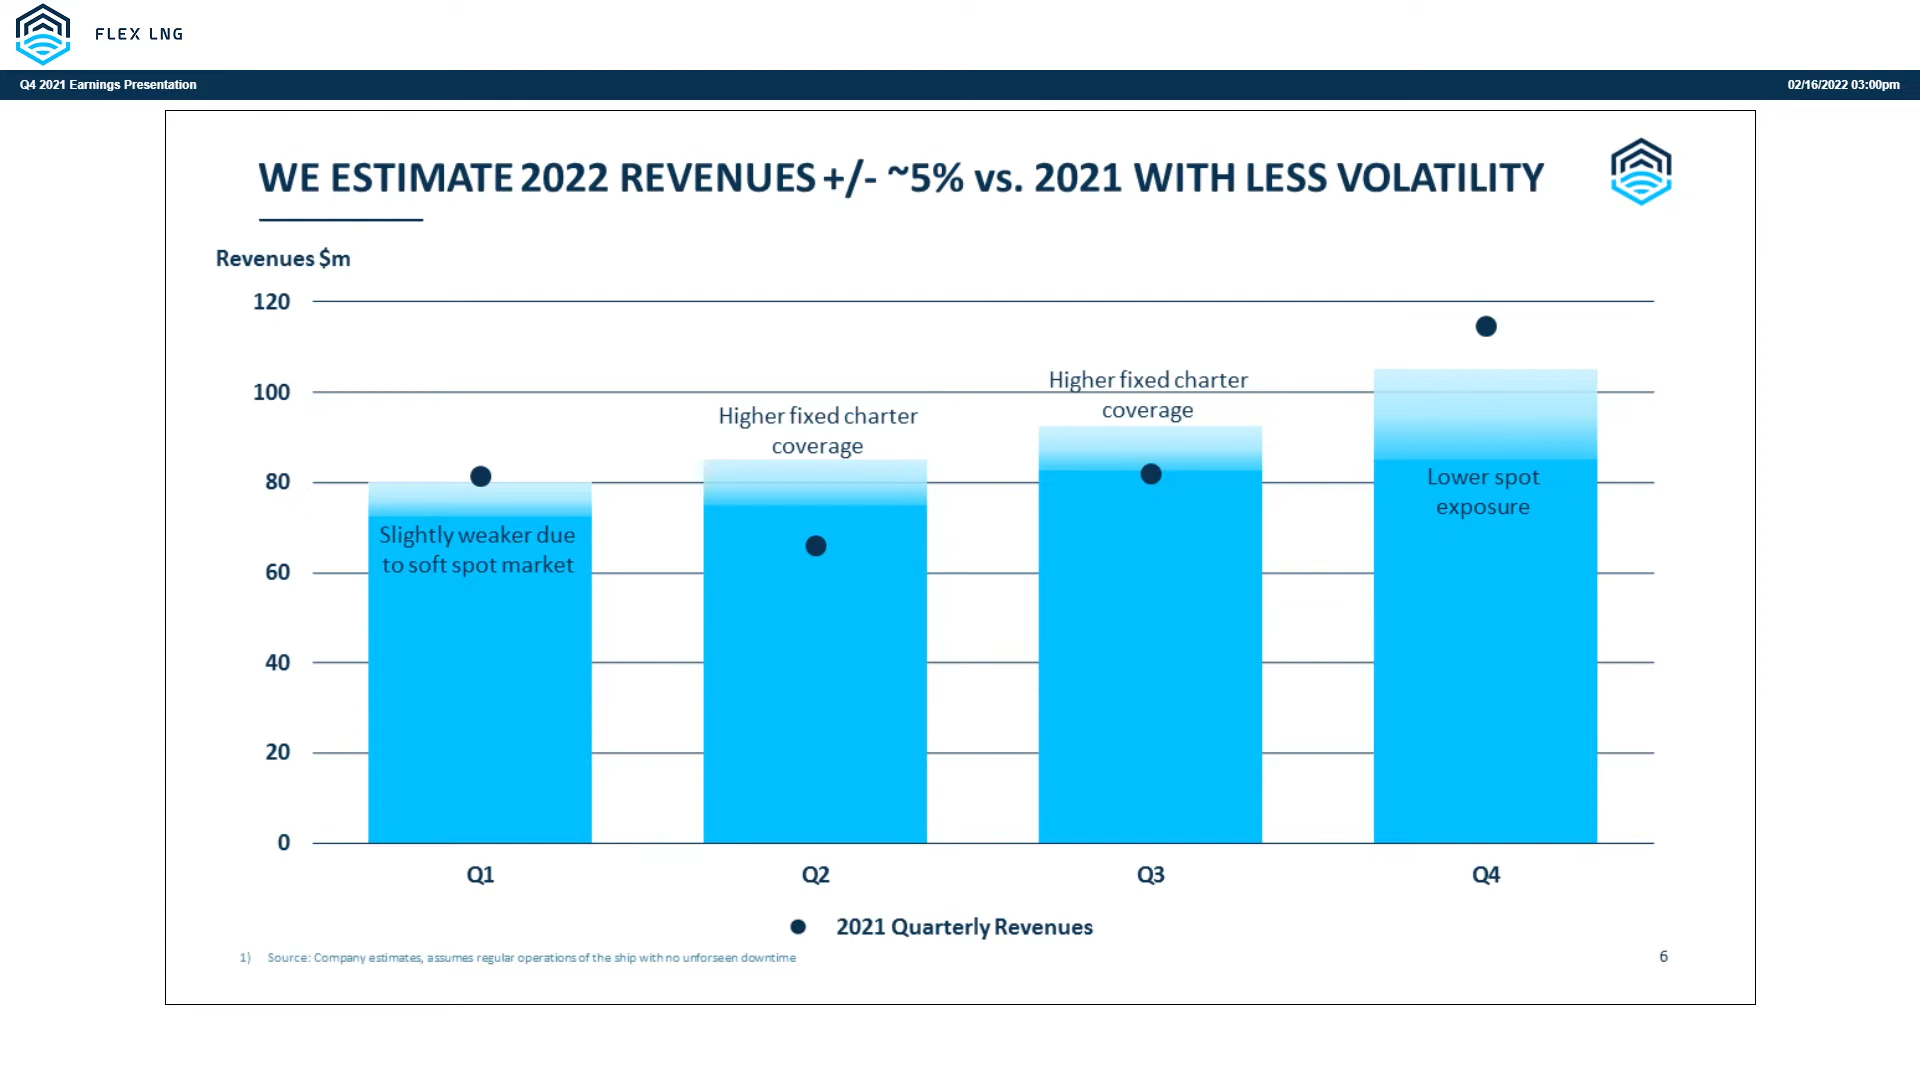 FLEX LNG
Q4 2021 Earnings Presentation
02/16/2022 03:00pm
WE ESTIMATE 2022 REVENUES +/- ~5% vs. 2021 WITH LESS VOLATILITY
Revenues $m
120
100
80
60
40
20
0
Slightly weaker due
to soft spot market
Higher fixed charter
coverage
Higher fixed charter
coverage
Lower spot
exposure
Q1
Q2
Q3
Q4
2021 Quarterly Revenues
1) Source: Company estimates, assumes regular operations of the ship with no unforseen downtime
6